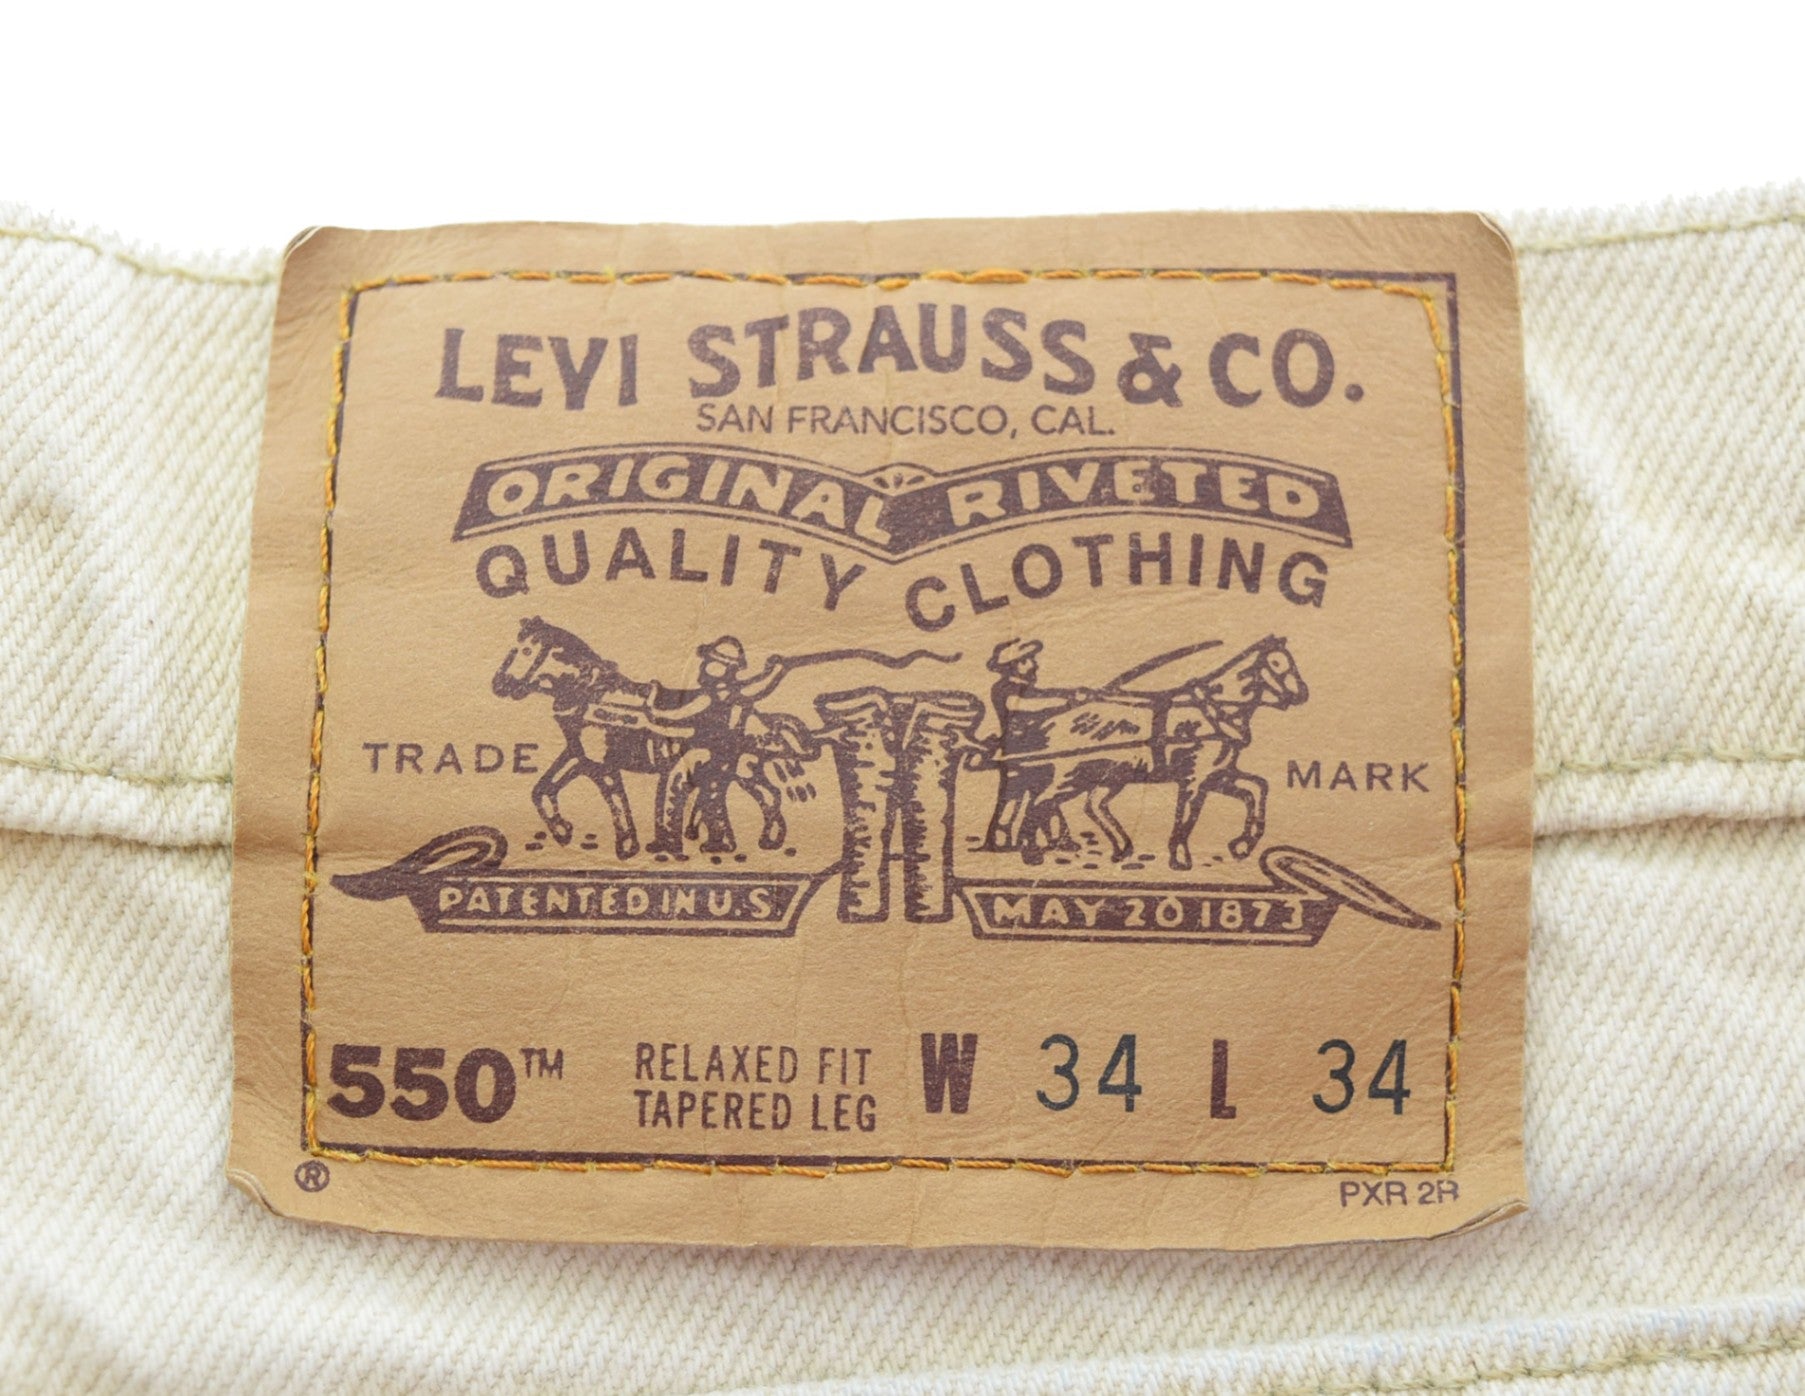 LEVI STRAUSS & CO.
SAN FRANCISCO, CAL.
ORIGINAL RIVETED
QUALITY CLOTHING
TRADE MARK
PATENTED IN U.S. MAY 20 1873
550™ RELAXED FIT W 34 L 34
TAPERED LEG
® PXR 2R